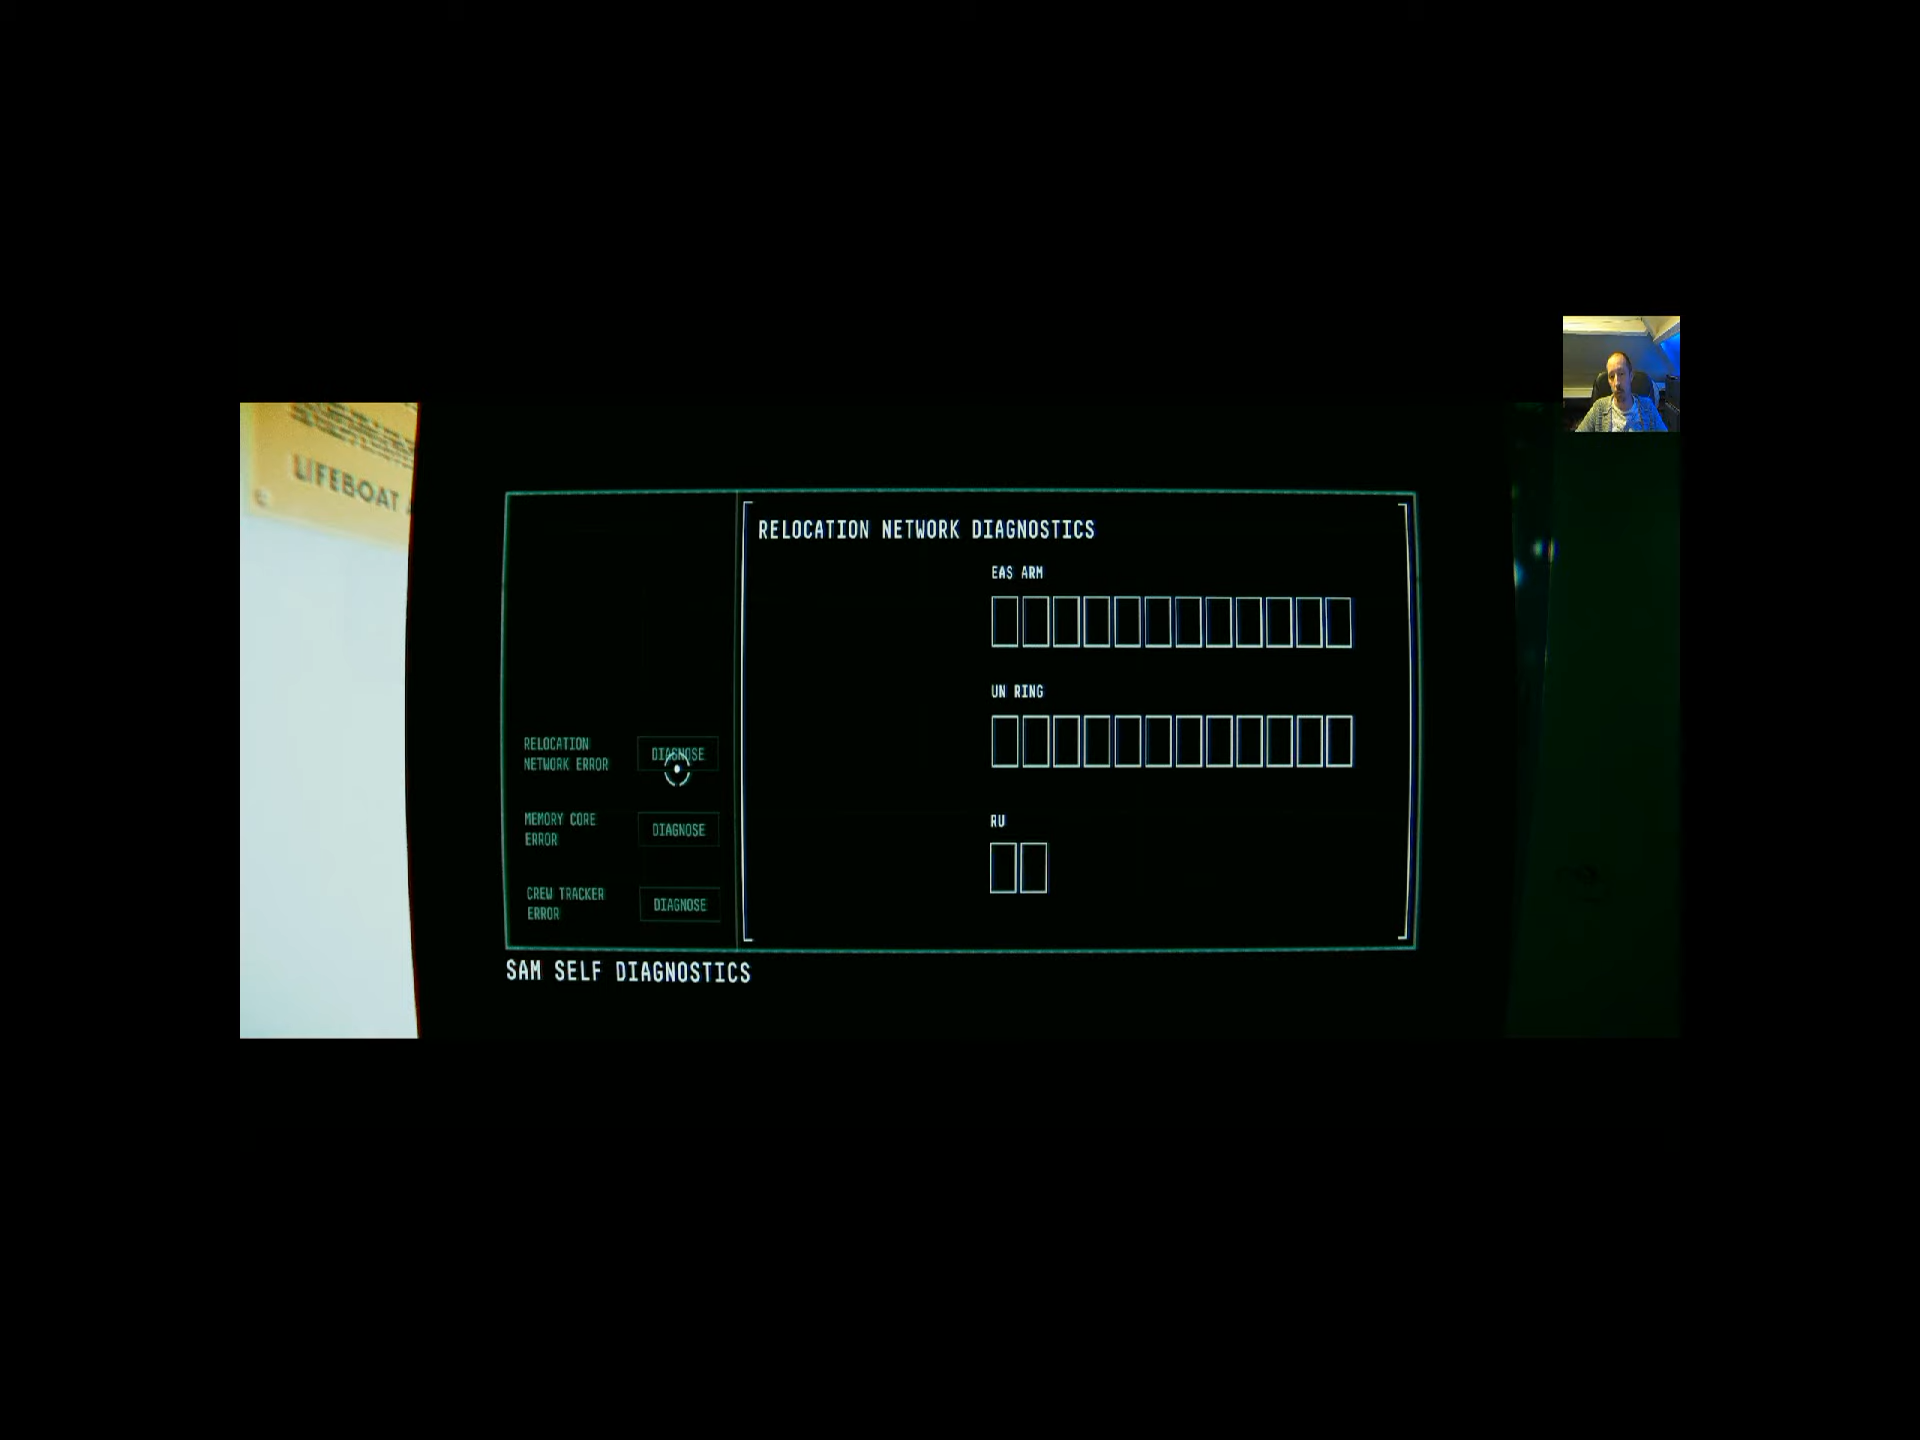 LIFEBOAT
RELOCATION NETWORK DIAGNOSTICS
EAS ARM
UN RING
RELOCATION
NETWORK ERROR
DIAGNOSE
MEMORY CORE
ERROR
DIAGNOSE
RU
CREW TRACKER
ERROR
DIAGNOSE
SAM SELF DIAGNOSTICS